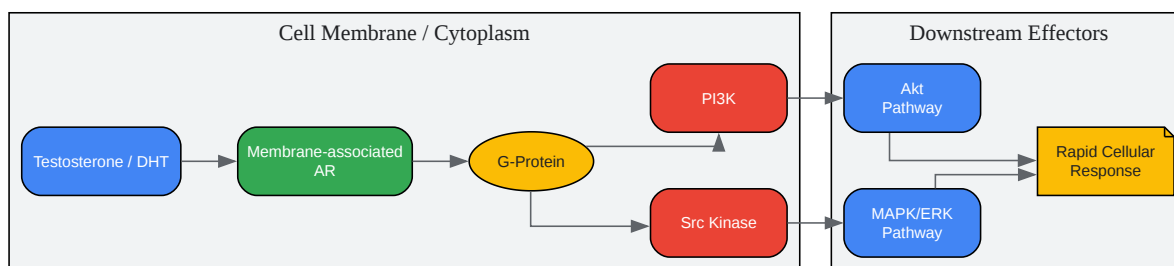 Cell Membrane / Cytoplasm
Downstream Effectors
Testosterone / DHT
Membrane-associated
AR
G-Protein
PI3K
Src Kinase
Akt
Pathway
MAPK/ERK
Pathway
Rapid Cellular
Response